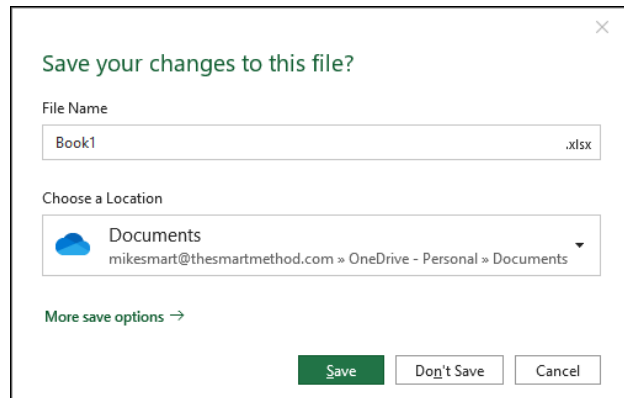 Save your changes to this file?
File Name
Book1 .xlsx
Choose a Location
Documents
mikesmart@thesmartmethod.com » OneDrive - Personal » Documents
More save options →
Save Don't Save Cancel